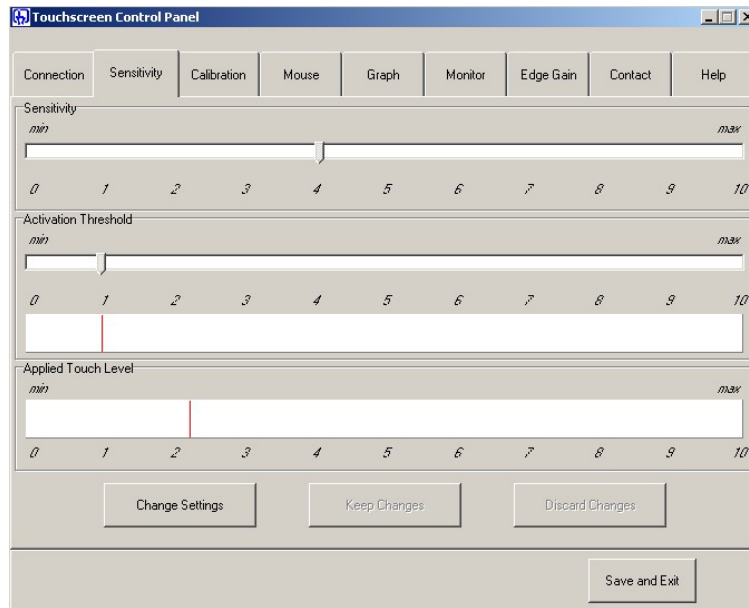 Touchscreen Control Panel
Connection Sensitivity Calibration Mouse Graph Monitor Edge Gain Contact Help
Sensitivity
min max
0 1 2 3 4 5 6 7 8 9 10
Activation Threshold
min max
0 1 2 3 4 5 6 7 8 9 10
Applied Touch Level
min max
0 1 2 3 4 5 6 7 8 9 10
Change Settings Keep Changes Discard Changes
Save and Exit